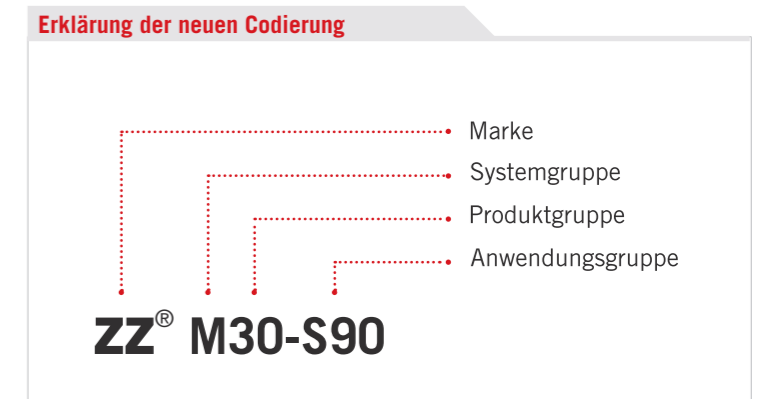 Erklärung der neuen Codierung
Marke
Systemgruppe
Produktgruppe
Anwendungsgruppe
ZZ® M30-S90